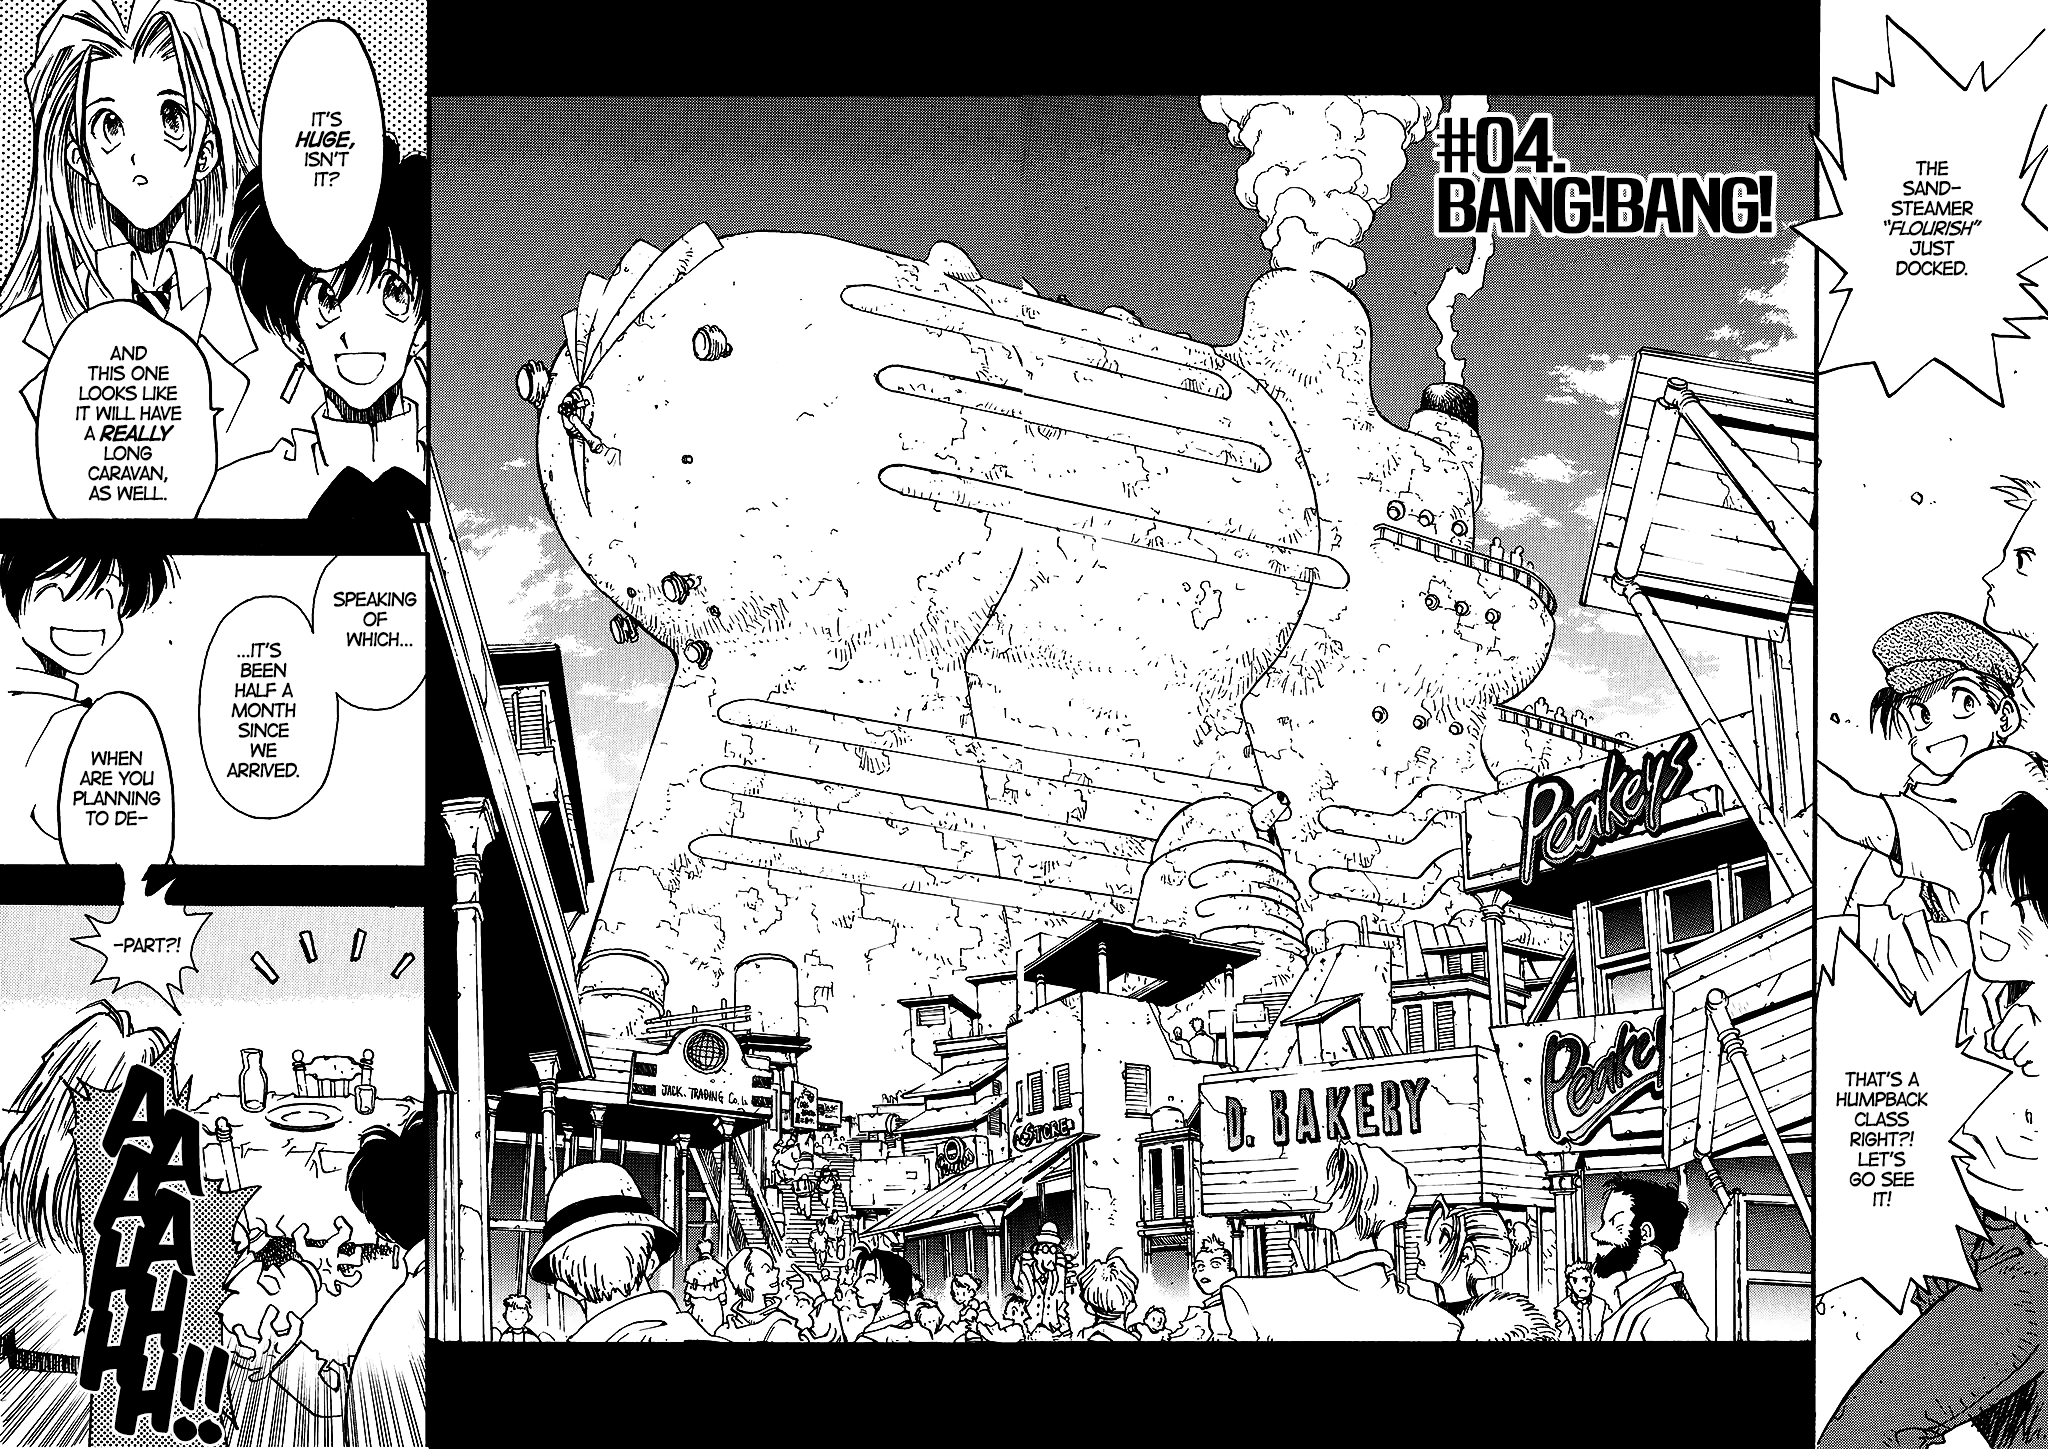 THE
SAND-
STEAMER
"FLOURISH"
JUST
DOCKED.
THAT'S A
HUMPBACK
CLASS
RIGHT?!
LET'S
GO SEE
IT!
#04.
BANG!BANG!
Peakeys
Peakey
D. BAKERY
STORE
JACK. TRADING Co. Ln
IT'S
HUGE,
ISN'T
IT?
AND
THIS ONE
LOOKS LIKE
IT WILL HAVE
A REALLY
LONG
CARAVAN,
AS WELL.
SPEAKING
OF
WHICH...
...IT'S
BEEN
HALF A
MONTH
SINCE
WE
ARRIVED.
WHEN
ARE YOU
PLANNING
TO DE-
-PART?!
AAAAAHHHHH!!